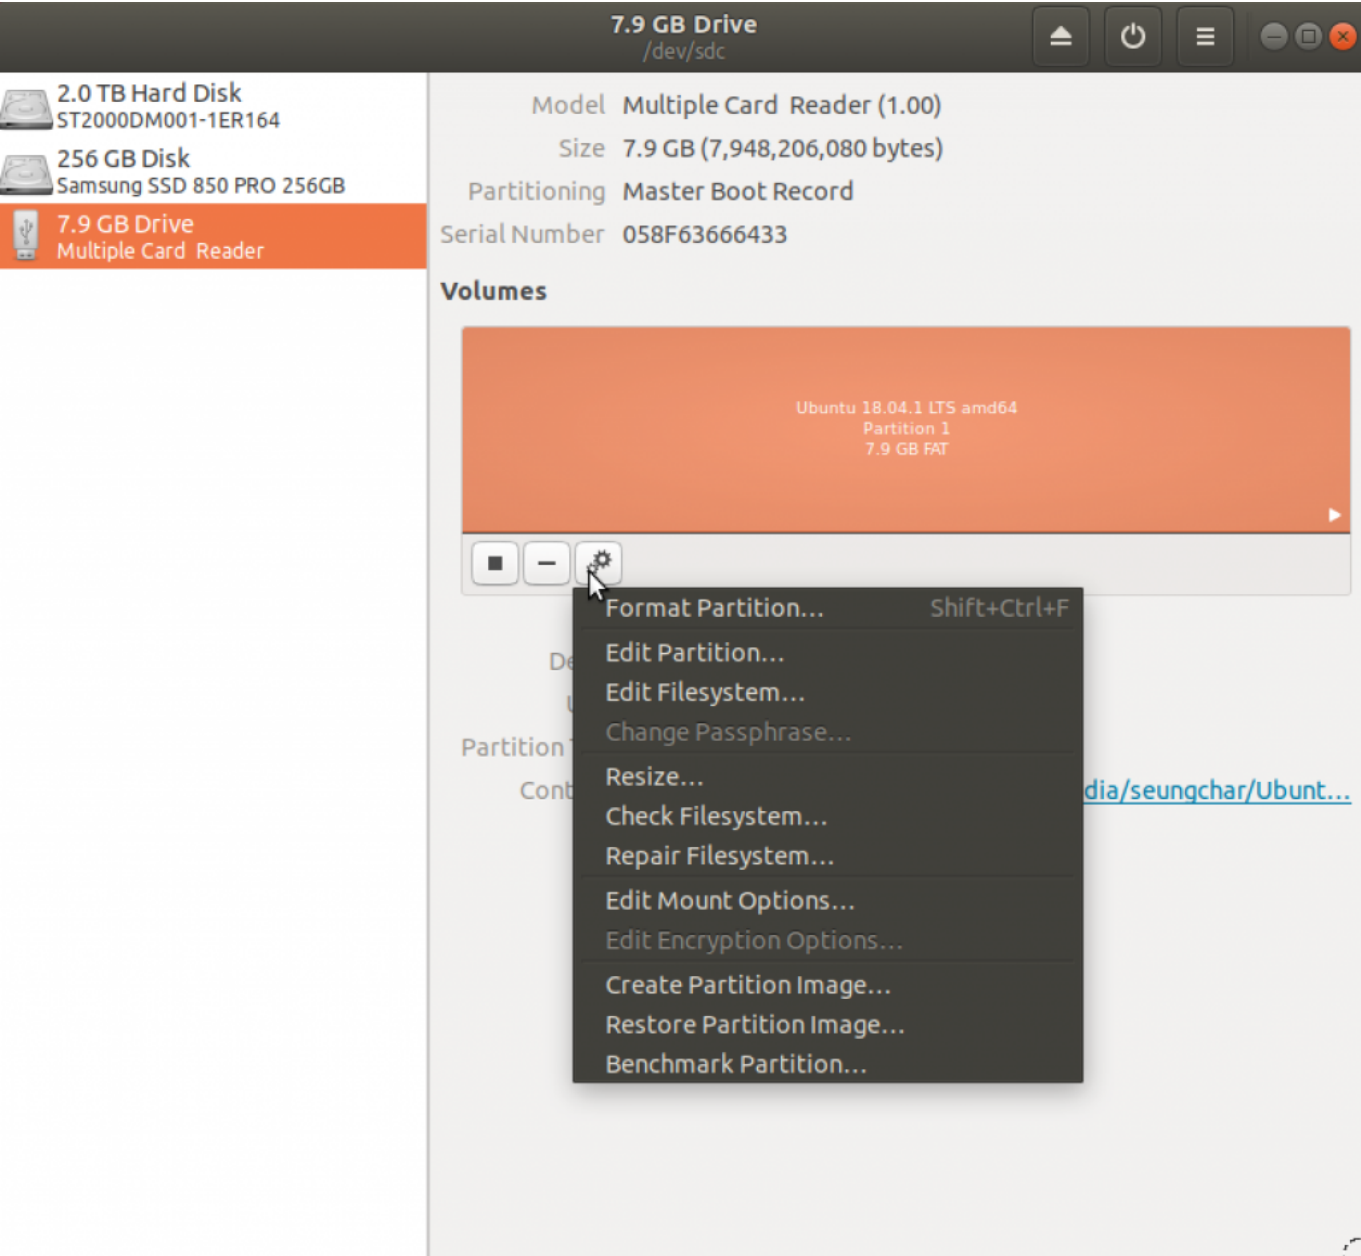 7.9 GB Drive
/dev/sdc
2.0 TB Hard Disk
ST2000DM001-1ER164
256 GB Disk
Samsung SSD 850 PRO 256GB
7.9 GB Drive
Multiple Card Reader
Model Multiple Card Reader (1.00)
Size 7.9 GB (7,948,206,080 bytes)
Partitioning Master Boot Record
Serial Number 058F63666433
Volumes
Ubuntu 18.04.1 LTS amd64
Partition 1
7.9 GB FAT
Format Partition... Shift+Ctrl+F
Edit Partition...
Edit Filesystem...
Change Passphrase...
Partition
Resize...
Cont
dia/seungchar/Ubunt...
Check Filesystem...
Repair Filesystem...
Edit Mount Options...
Edit Encryption Options...
Create Partition Image...
Restore Partition Image...
Benchmark Partition...